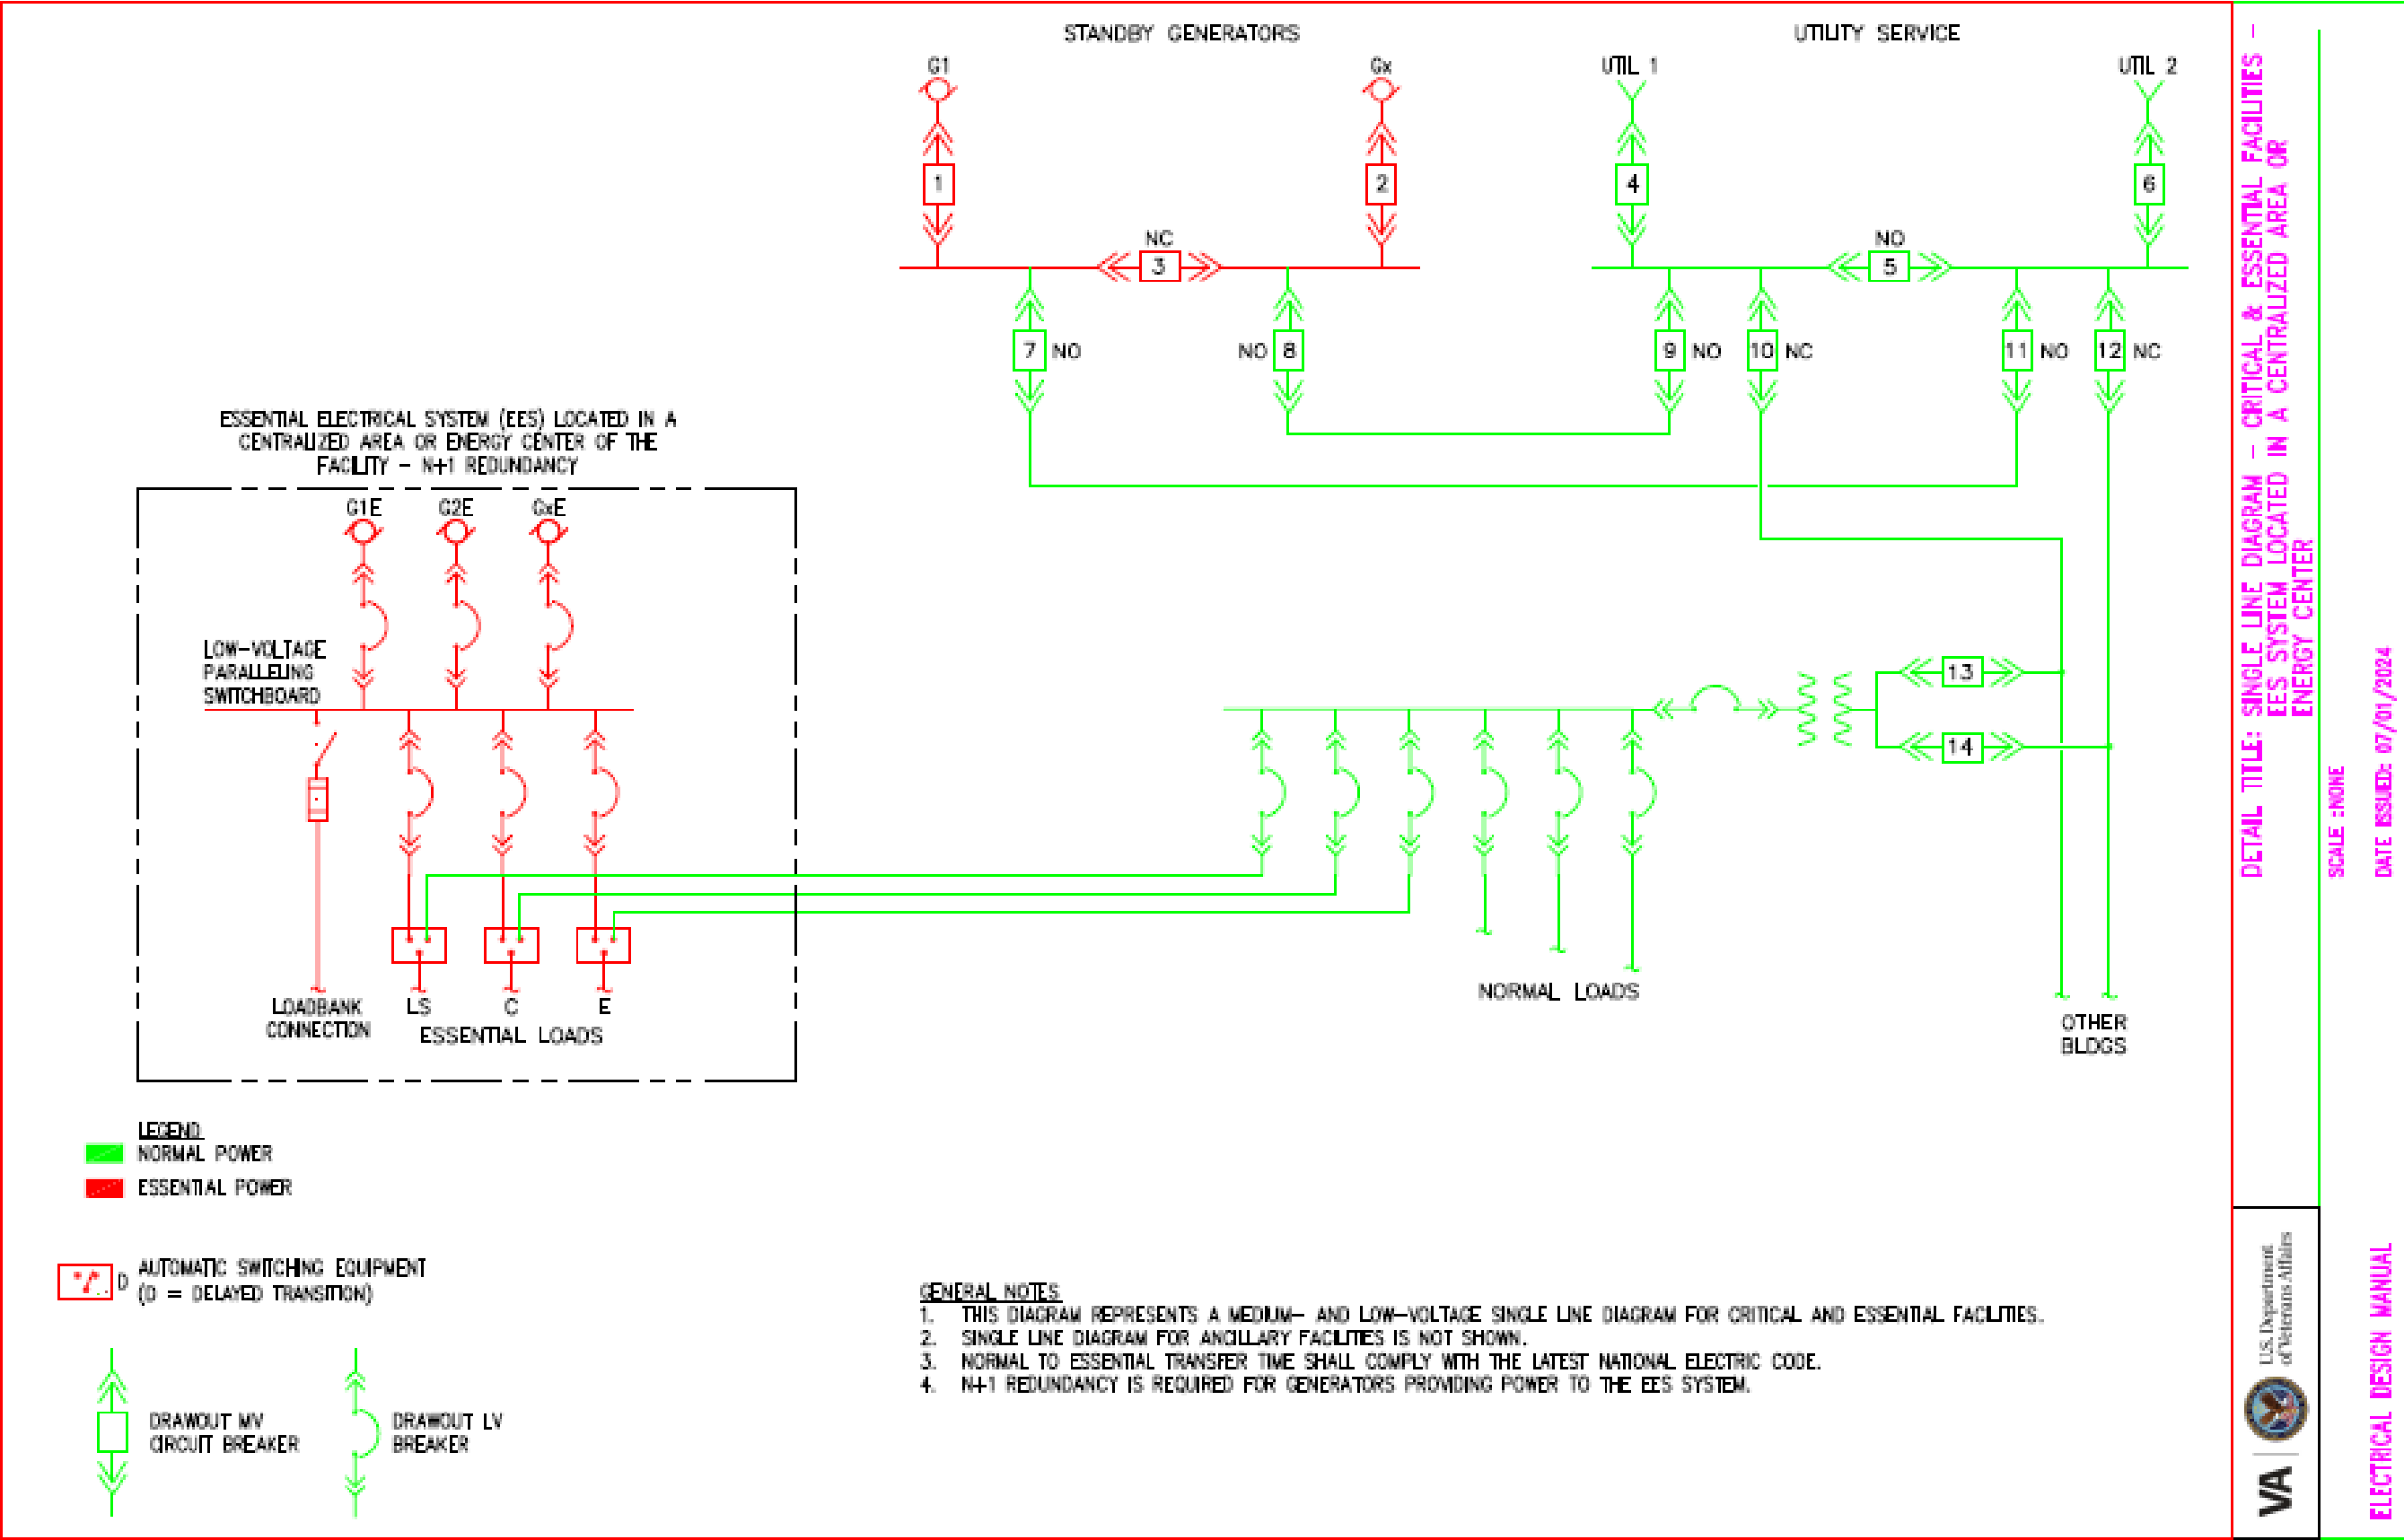 STANDBY GENERATORS
UTILITY SERVICE
G1
Gx
UTIL 1
UTIL 2
1
2
4
6
NC
3
NO
5
7 NO
NO 8
9 NO
10 NC
11 NO
12 NC
ESSENTIAL ELECTRICAL SYSTEM (EES) LOCATED IN A
CENTRALIZED AREA OR ENERGY CENTER OF THE
FACILITY - N+1 REDUNDANCY
G1E
G2E
GxE
LOW-VOLTAGE
PARALLELING
SWITCHBOARD
13
14
LOADBANK
CONNECTION
LS
C
E
ESSENTIAL LOADS
NORMAL LOADS
OTHER
BLDGS
LEGEND
NORMAL POWER
ESSENTIAL POWER
D
AUTOMATIC SWITCHING EQUIPMENT
(D = DELAYED TRANSITION)
DRAWOUT MV
CIRCUIT BREAKER
DRAWOUT LV
BREAKER
GENERAL NOTES
1. THIS DIAGRAM REPRESENTS A MEDIUM- AND LOW-VOLTAGE SINGLE LINE DIAGRAM FOR CRITICAL AND ESSENTIAL FACILITIES.
2. SINGLE LINE DIAGRAM FOR ANCILLARY FACILITIES IS NOT SHOWN.
3. NORMAL TO ESSENTIAL TRANSFER TIME SHALL COMPLY WITH THE LATEST NATIONAL ELECTRIC CODE.
4. N+1 REDUNDANCY IS REQUIRED FOR GENERATORS PROVIDING POWER TO THE EES SYSTEM.
DETAIL TITLE: SINGLE LINE DIAGRAM - CRITICAL & ESSENTIAL FACILITIES -
EES SYSTEM LOCATED IN A CENTRALIZED AREA OR
ENERGY CENTER
SCALE :NONE
DATE ISSUED: 07/01/2024
VA
U.S. Department
of Veterans Affairs
ELECTRICAL DESIGN MANUAL